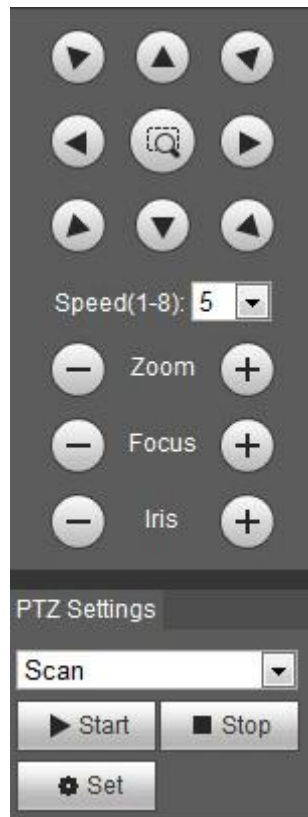 Speed(1-8): 5
Zoom
Focus
Iris
PTZ Settings
Scan
Start Stop
Set